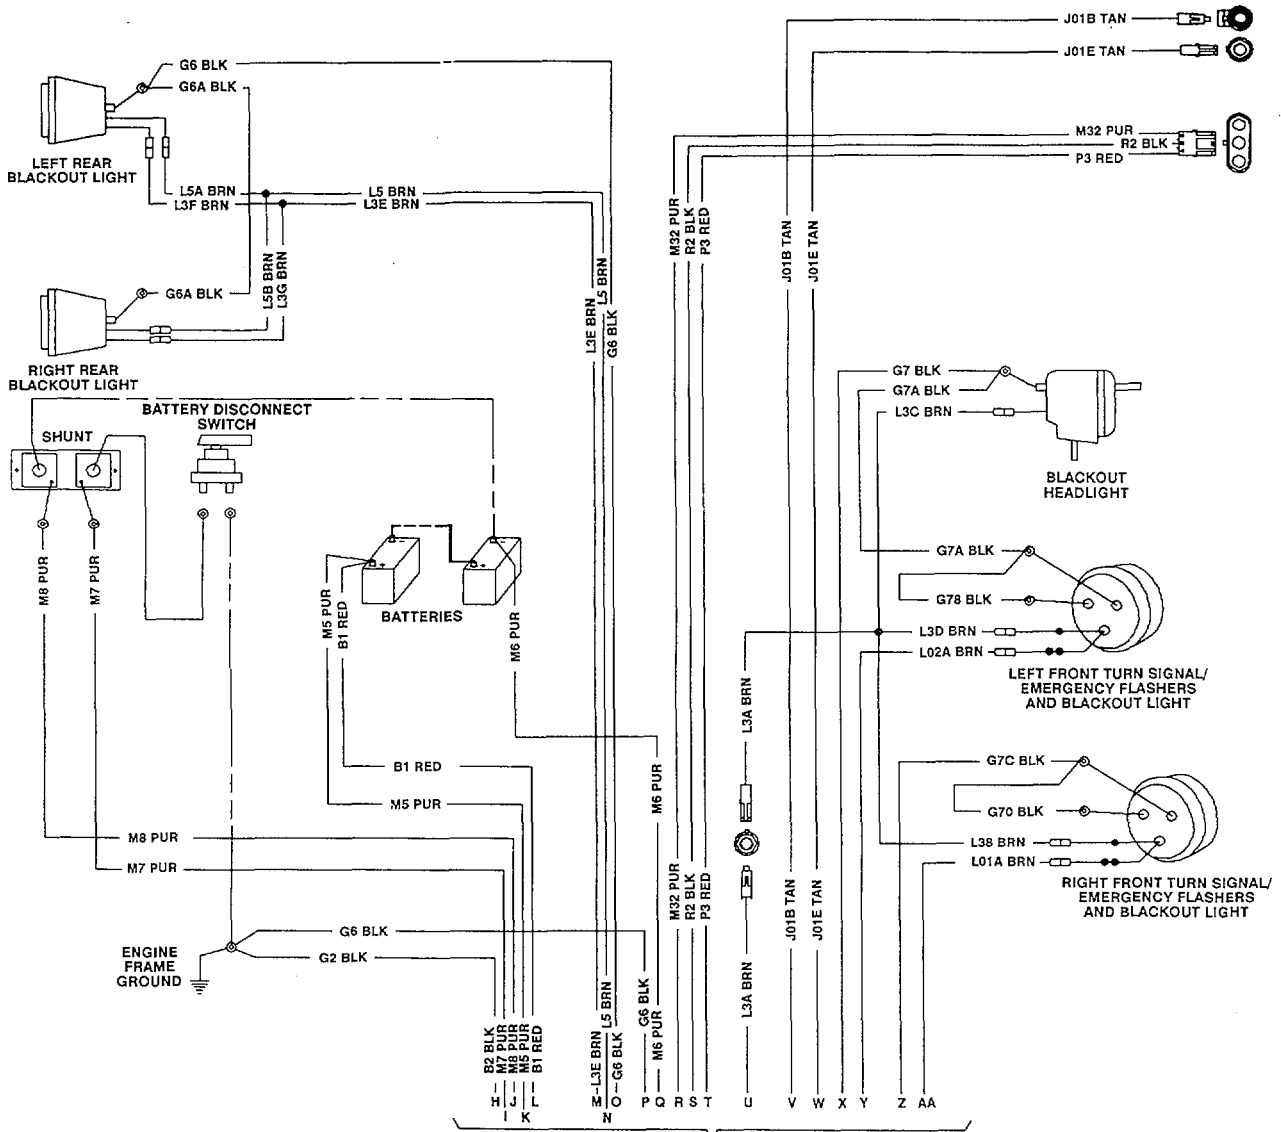 J01B TAN
J01E TAN
G6 BLK
G6A BLK
M32 PUR
R2 BLK
P3 RED
LEFT REAR
BLACKOUT LIGHT
L5A BRN
L5 BRN
L3F BRN
L3E BRN
M32 PUR
R2 BLK
P3 RED
J01B TAN
J01E TAN
L5B BRN
L3G BRN
G6A BLK
L3E BRN
L5 BRN
G6 BLK
RIGHT REAR
BLACKOUT LIGHT
G7 BLK
G7A BLK
L3C BRN
BLACKOUT
HEADLIGHT
BATTERY DISCONNECT
SWITCH
SHUNT
M8 PUR
M7 PUR
BATTERIES
M5 PUR
B1 RED
M6 PUR
G7A BLK
G78 BLK
L3D BRN
L02A BRN
LEFT FRONT TURN SIGNAL/
EMERGENCY FLASHERS
AND BLACKOUT LIGHT
L3A BRN
B1 RED
M5 PUR
M6 PUR
G7C BLK
G70 BLK
L38 BRN
L01A BRN
RIGHT FRONT TURN SIGNAL/
EMERGENCY FLASHERS
AND BLACKOUT LIGHT
M8 PUR
M7 PUR
M32 PUR
R2 BLK
P3 RED
J01B TAN
J01E TAN
G6 BLK
G2 BLK
ENGINE
FRAME
GROUND
L3A BRN
B2 BLK
M7 PUR
M8 PUR
M5 PUR
B1 RED
L3E BRN
L5 BRN
G6 BLK
G6 BLK
M6 PUR
H I J K L M N O P Q R S T U V W X Y Z AA